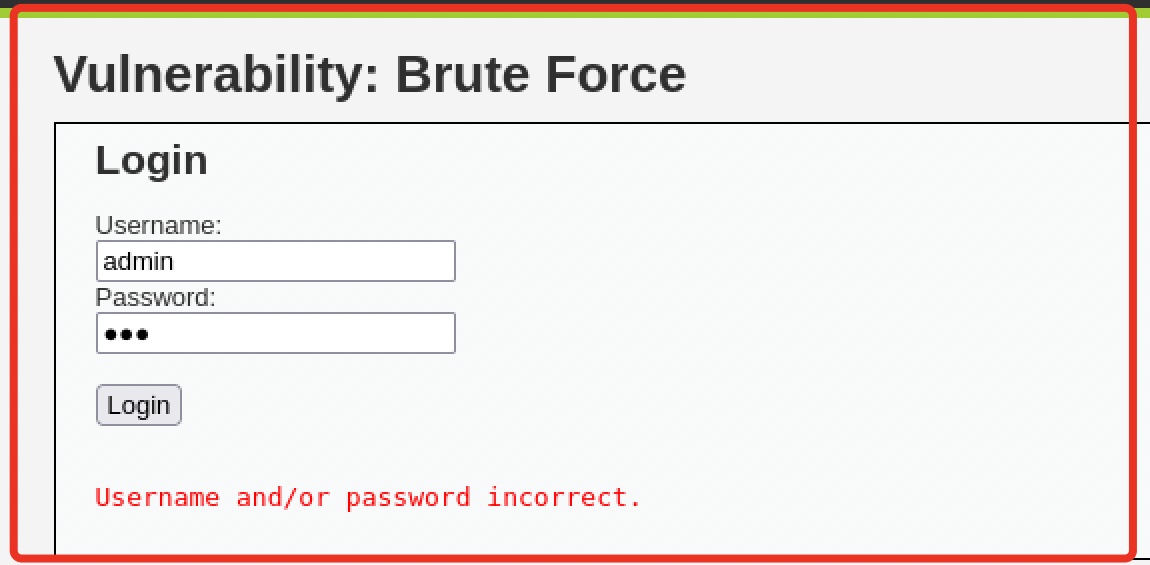 Vulnerability: Brute Force
Login
Username:
admin
Password:
●●●
Login
Username and/or password incorrect.